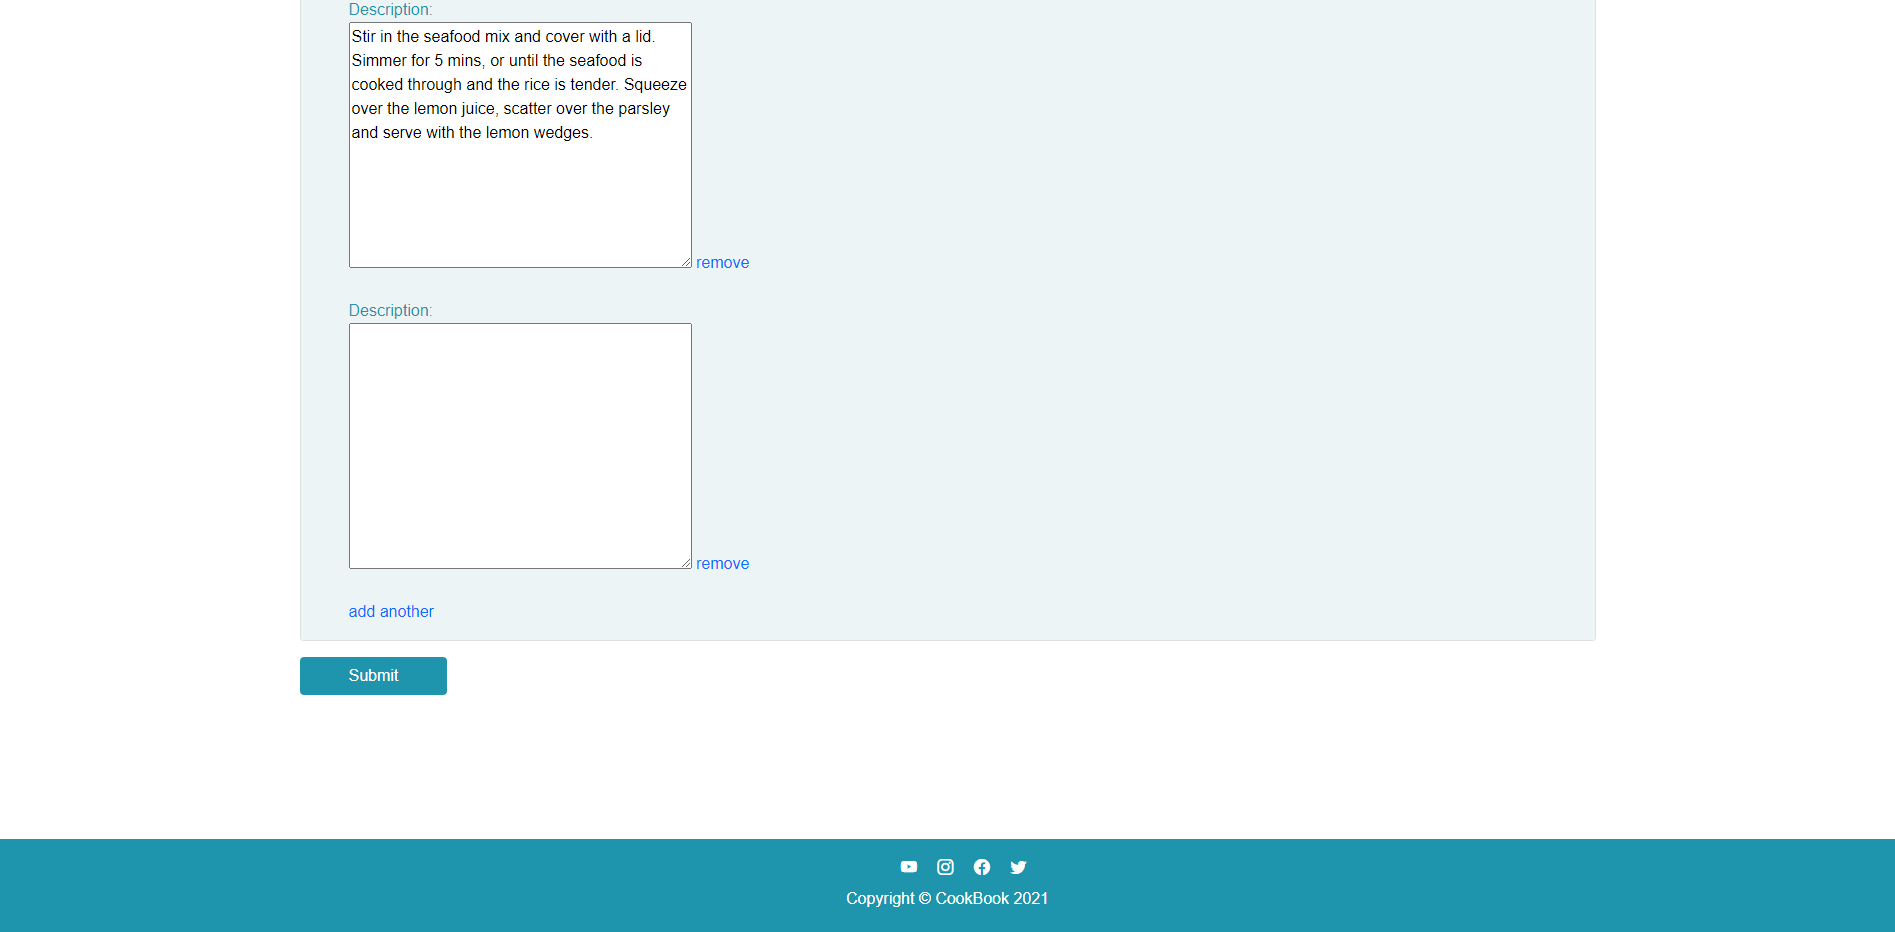 Description:
Stir in the seafood mix and cover with a lid.
Simmer for 5 mins, or until the seafood is
cooked through and the rice is tender. Squeeze
over the lemon juice, scatter over the parsley
and serve with the lemon wedges.
remove
Description:
remove
add another
Submit
Copyright © CookBook 2021